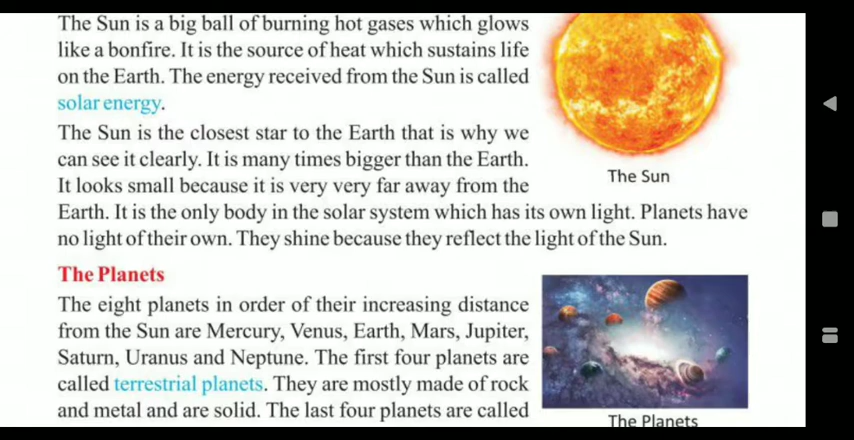 The Sun is a big ball of burning hot gases which glows
like a bonfire. It is the source of heat which sustains life
on the Earth. The energy received from the Sun is called
solar energy.
The Sun is the closest star to the Earth that is why we
can see it clearly. It is many times bigger than the Earth.
It looks small because it is very very far away from the
The Sun
Earth. It is the only body in the solar system which has its own light. Planets have
no light of their own. They shine because they reflect the light of the Sun.
The Planets
The eight planets in order of their increasing distance
from the Sun are Mercury, Venus, Earth, Mars, Jupiter,
Saturn, Uranus and Neptune. The first four planets are
called terrestrial planets. They are mostly made of rock
and metal and are solid. The last four planets are called
The Planets